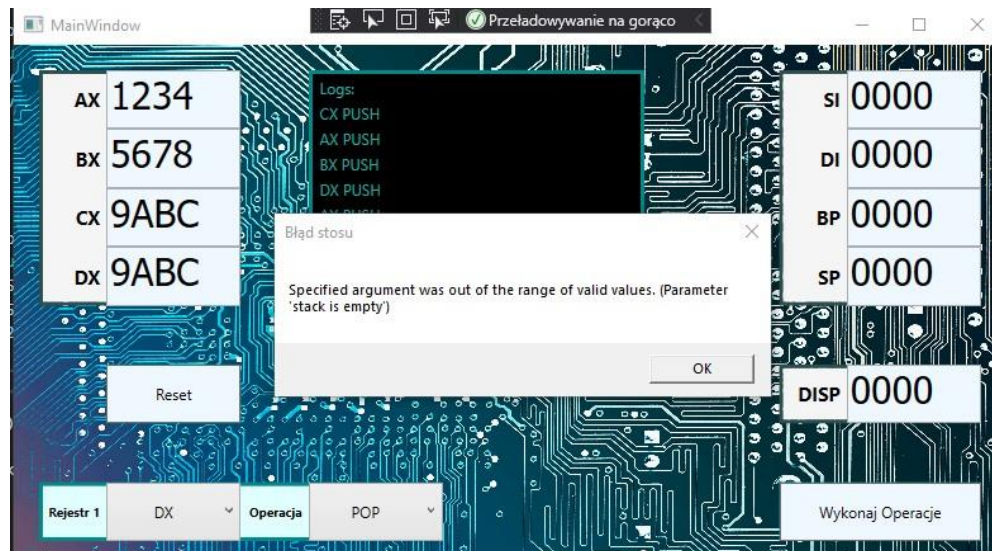 MainWindow
Przeładowywanie na gorąco
AX 1234
BX 5678
CX 9ABC
DX 9ABC
Logs:
CX PUSH
AX PUSH
BX PUSH
DX PUSH
SI 0000
DI 0000
BP 0000
SP 0000
Błąd stosu
Specified argument was out of the range of valid values. (Parameter
'stack is empty')
OK
Reset
DISP 0000
Rejestr 1
DX
Operacja
POP
Wykonaj Operacje